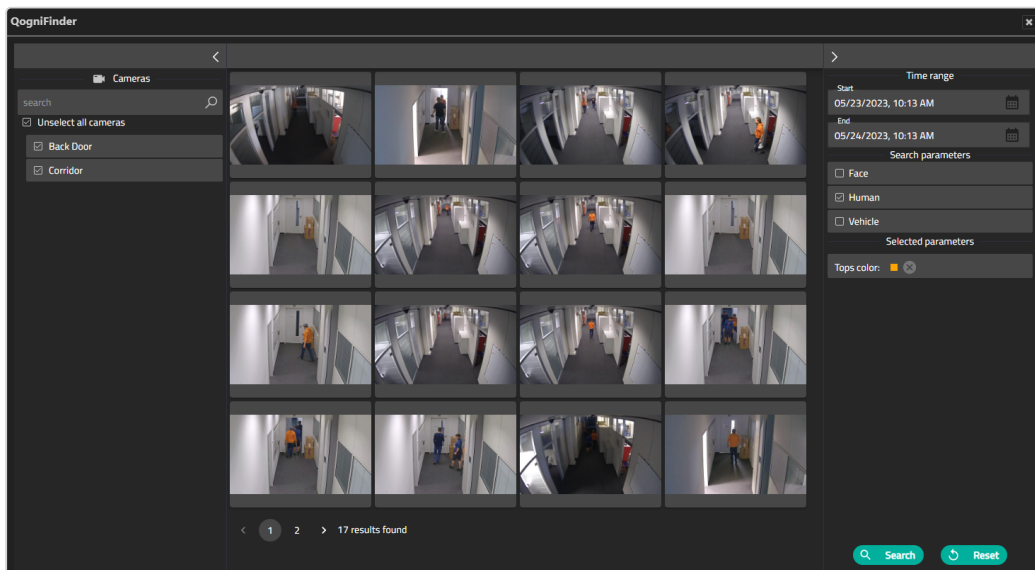 QogniFinder
Cameras
search
Unselect all cameras
Back Door
Corridor
1 2 17 results found
Time range
Start
05/23/2023, 10:13 AM
End
05/24/2023, 10:13 AM
Search parameters
Face
Human
Vehicle
Selected parameters
Tops color:
Search Reset